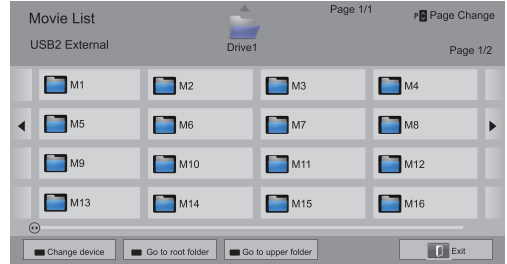 Movie List
Page 1/1
P Page Change
USB2 External
Drive1
Page 1/2
M1 M2 M3 M4
M5 M6 M7 M8
M9 M10 M11 M12
M13 M14 M15 M16
Change device Go to root folder Go to upper folder Exit